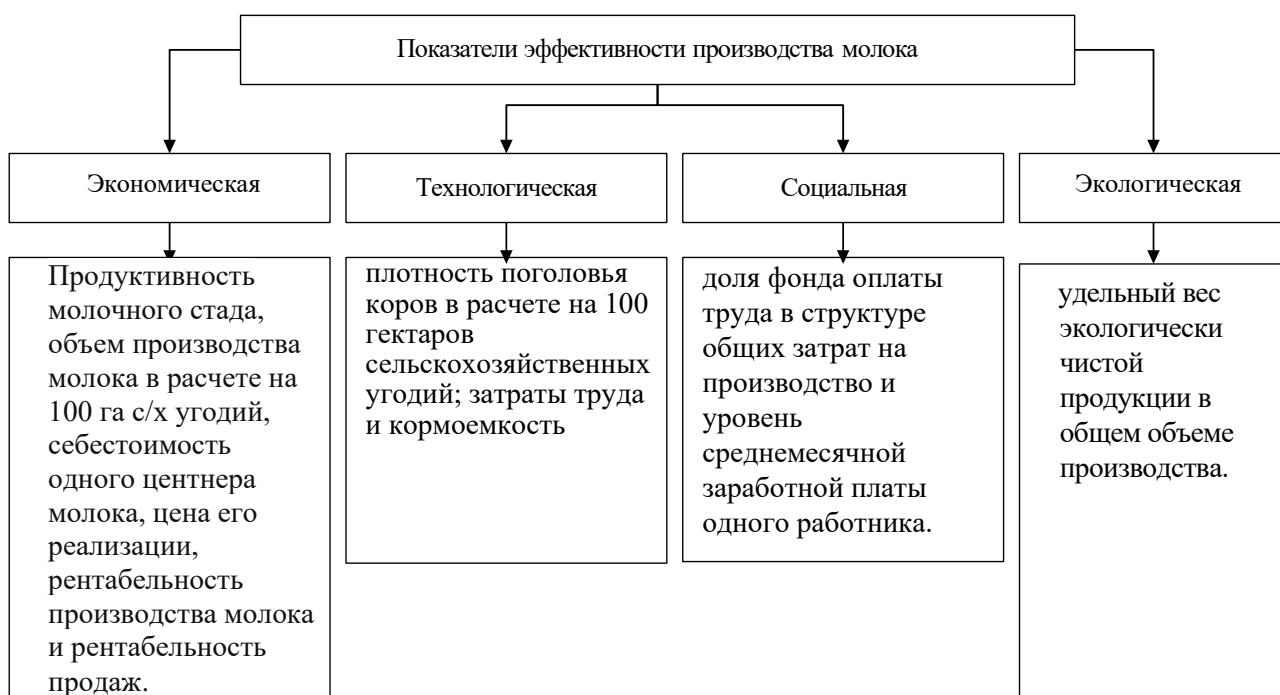 Показатели эффективности производства молока
Экономическая
Технологическая
Социальная
Экологическая
Продуктивность
молочного стада,
объем производства
молока в расчете на
100 га с/х угодий,
себестоимость
одного центнера
молока, цена его
реализации,
рентабельность
производства молока
и рентабельность
продаж.
плотность поголовья
коров в расчете на 100
гектаров
сельскохозяйственных
угодий; затраты труда
и кормоемкость
доля фонда оплаты
труда в структуре
общих затрат на
производство и
уровень
среднемесячной
заработной платы
одного работника.
удельный вес
экологически
чистой
продукции в
общем объеме
производства.